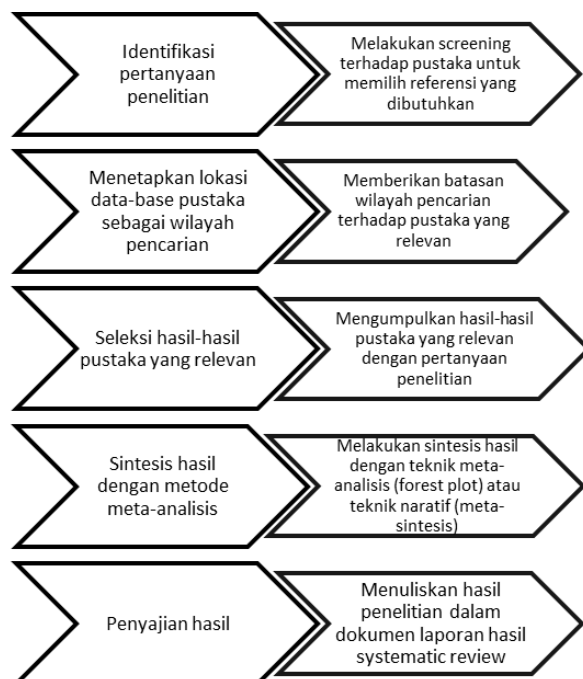 Identifikasi
pertanyaan
penelitian
Melakukan screening
terhadap pustaka untuk
memilih referensi yang
dibutuhkan
Menetapkan lokasi
data-base pustaka
sebagai wilayah
pencarian
Memberikan batasan
wilayah pencarian
terhadap pustaka yang
relevan
Seleksi hasil-hasil
pustaka yang relevan
Mengumpulkan hasil-hasil
pustaka yang relevan
dengan pertanyaan
penelitian
Sintesis hasil
dengan metode
meta-analisis
Melakukan sintesis hasil
dengan teknik meta-
analisis (forest plot) atau
teknik naratif (meta-
sintesis)
Penyajian hasil
Menuliskan hasil
penelitian dalam
dokumen laporan hasil
systematic review